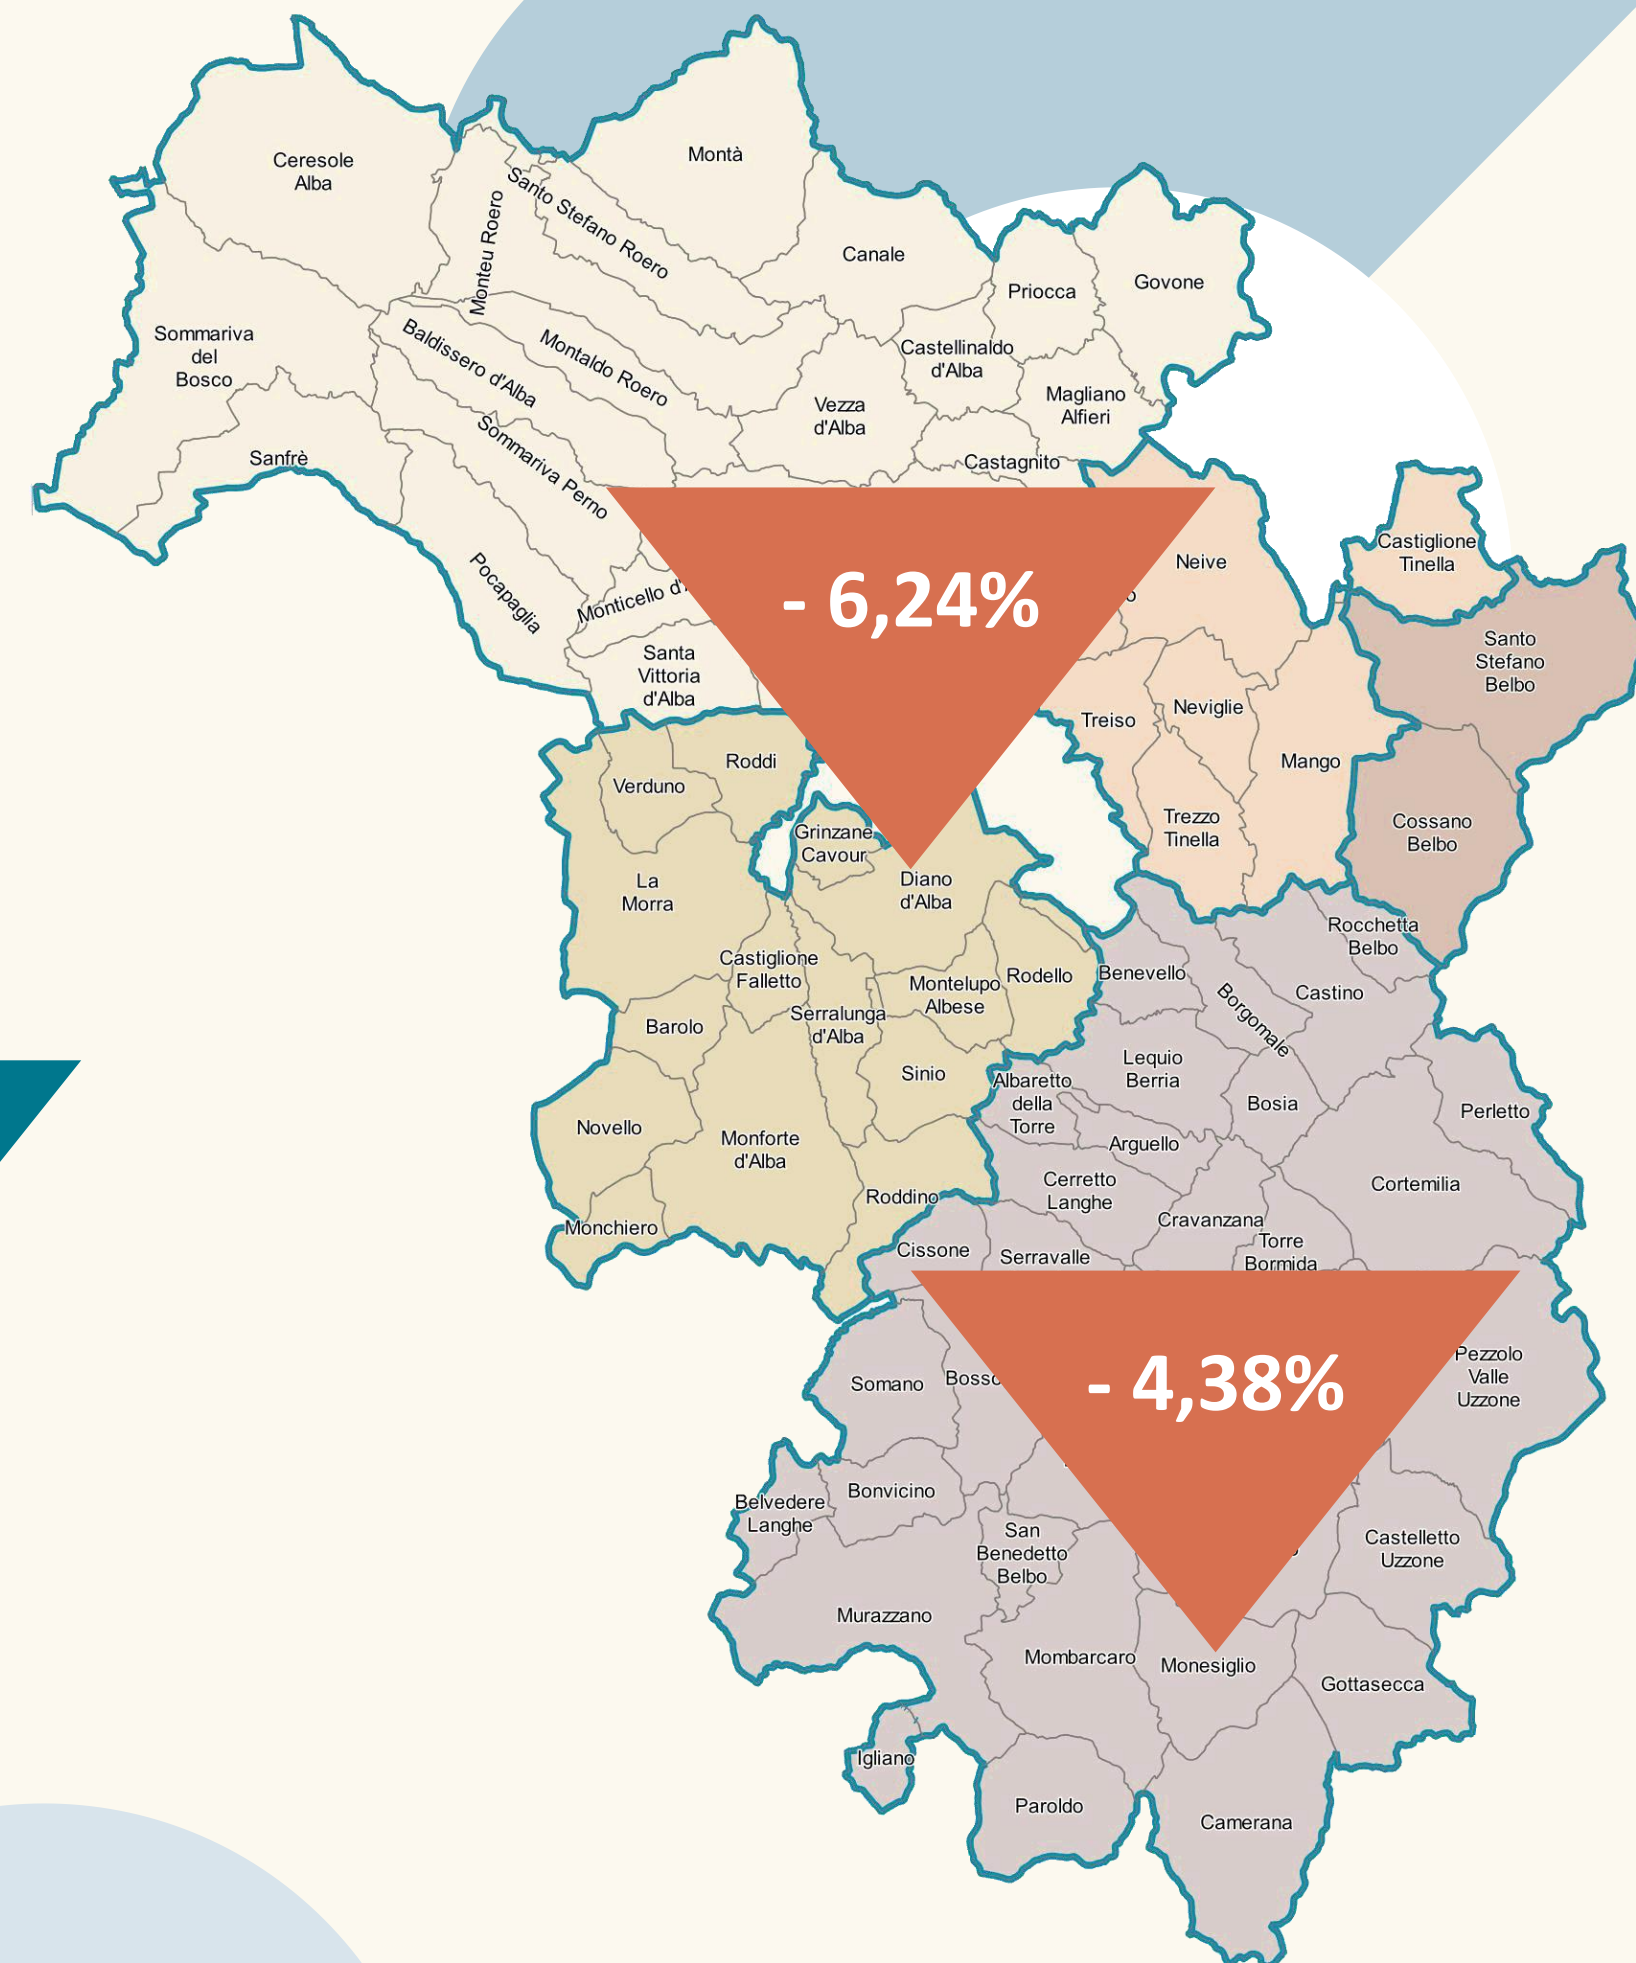 Ceresole
Alba
Montà
Santo Stefano Roero
Monteu Roero
Canale
Priocca
Govone
Sommariva
del
Bosco
Baldissero d'Alba
Montaldo Roero
Castellinaldo
d'Alba
Magliano
Alfieri
Vezza
d'Alba
Sommariva Perno
Sanfrè
Castagnito
Pocapaglia
Monticello d'
- 6,24%
Neive
Castiglione
Tinella
Santa
Vittoria
d'Alba
Santo
Stefano
Belbo
Treiso
Neviglie
Mango
Roddi
Verduno
Trezzo
Tinella
Cossano
Belbo
Grinzane
Cavour
La
Morra
Diano
d'Alba
Rocchetta
Belbo
Castiglione
Falletto
Montelupo
Albese
Rodello
Benevello
Borgomale
Castino
Barolo
Serralunga
d'Alba
Sinio
Lequio
Berria
Albaretto
della
Torre
Bosia
Perletto
Novello
Monforte
d'Alba
Arguello
Cerretto
Langhe
Cortemilia
Roddino
Monchiero
Cravanzana
Torre
Bormida
Cissone
Serravalle
Somano
Bosso
- 4,38%
Pezzolo
Valle
Uzzone
Bonvicino
Belvedere
Langhe
San
Benedetto
Belbo
Castelletto
Uzzone
Murazzano
Mombarcaro
Monesiglio
Gottasecca
Igliano
Paroldo
Camerana